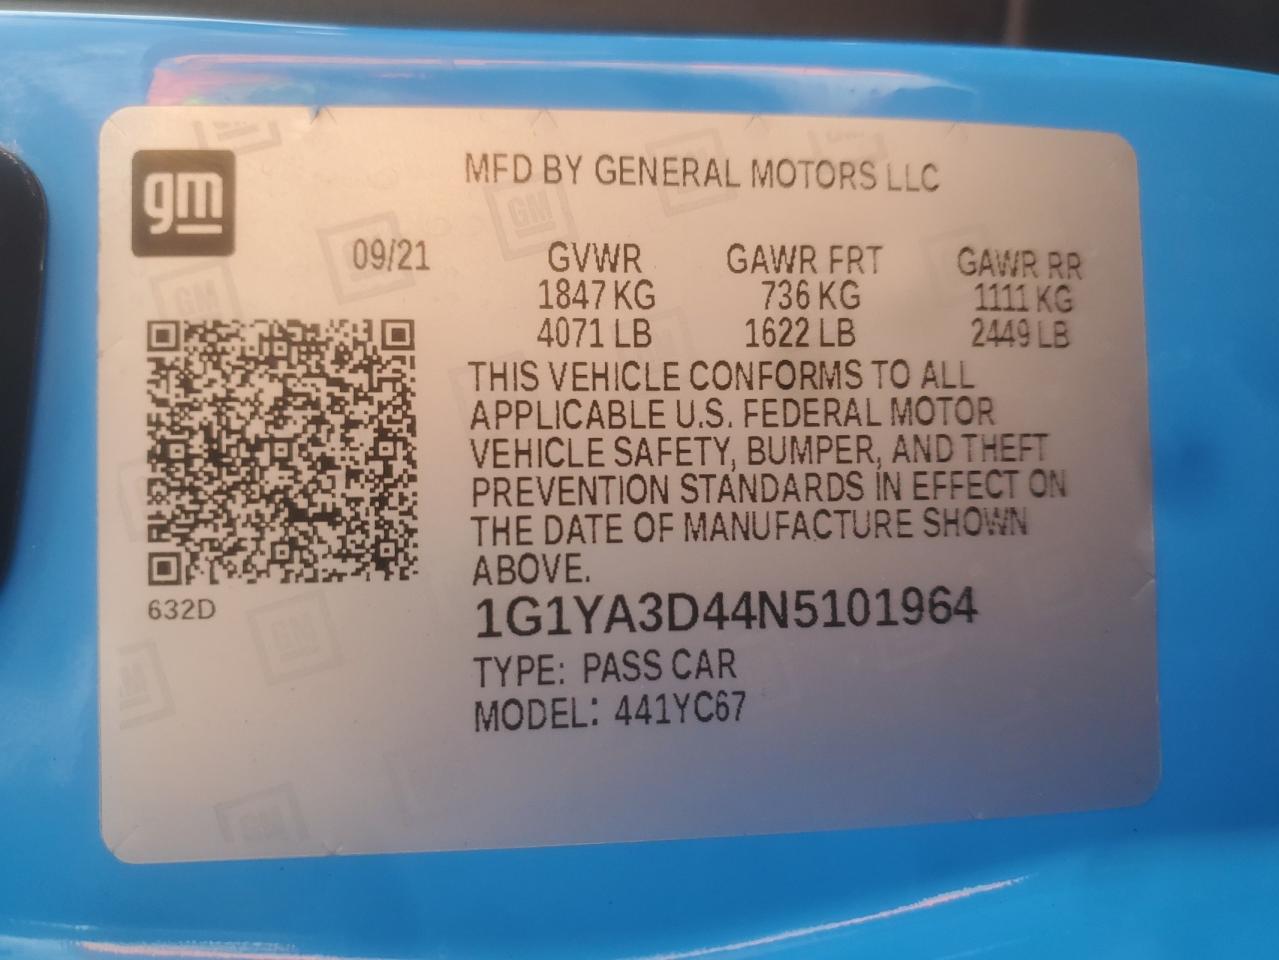 gm
MFD BY GENERAL MOTORS LLC
09/21
GVWR GAWR FRT GAWR RR
1847 KG 736 KG 1111 KG
4071 LB 1622 LB 2449 LB
THIS VEHICLE CONFORMS TO ALL
APPLICABLE U.S. FEDERAL MOTOR
VEHICLE SAFETY, BUMPER, AND THEFT
PREVENTION STANDARDS IN EFFECT ON
THE DATE OF MANUFACTURE SHOWN
ABOVE.
632D
1G1YA3D44N5101964
TYPE: PASS CAR
MODEL: 441YC67